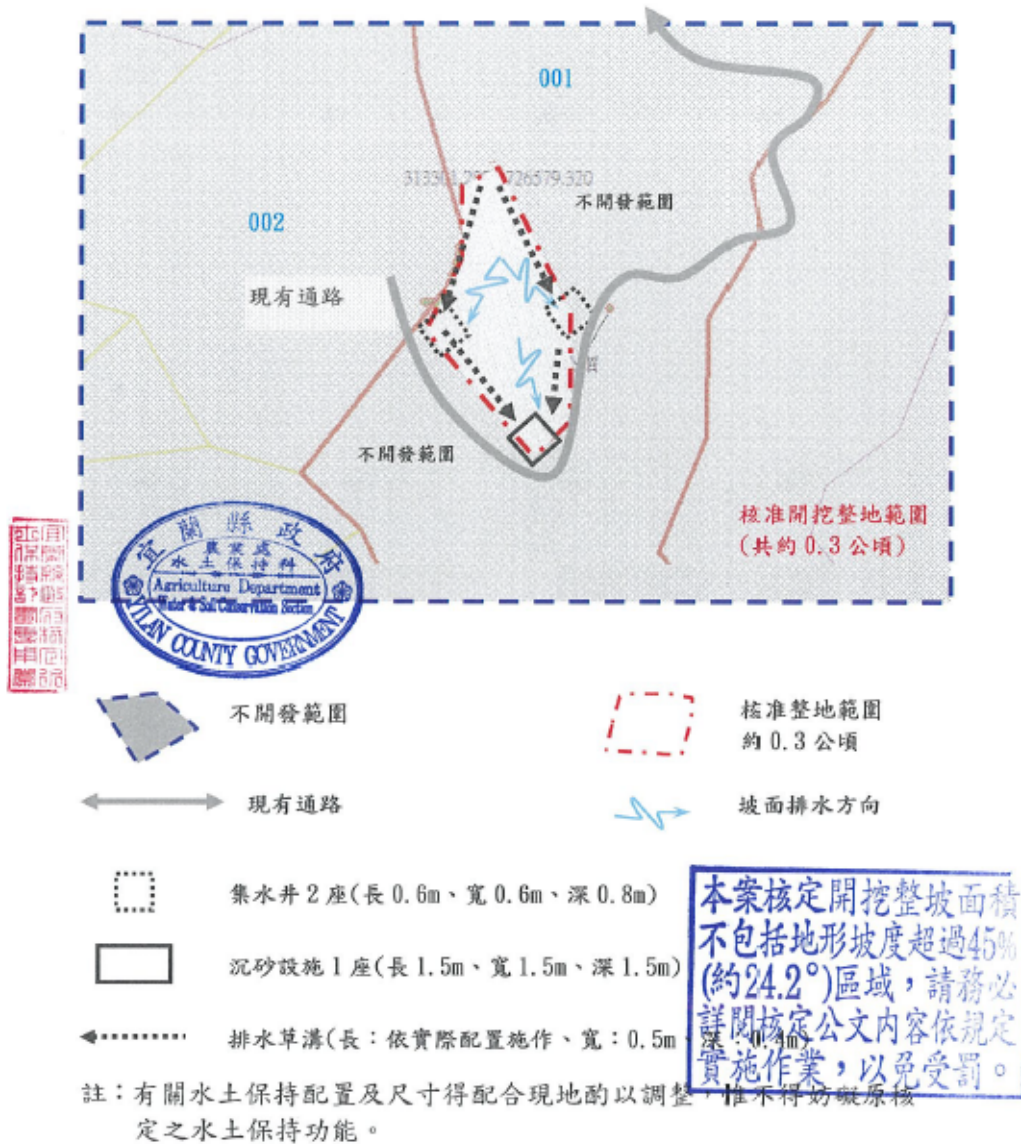 001
不開發範圍
002
現有通路
不開發範圍
核准開挖整地範圍
(共約 0.3 公頃)
宜蘭縣政府
農業處
水土保持科
Agriculture Department
Water & Soil Conservation Section
YILAN COUNTY GOVERNMENT
不開發範圍
核准整地範圍
約 0.3 公頃
現有通路
坡面排水方向
集水井 2 座(長 0.6m、寬 0.6m、深 0.8m)
沉砂設施 1 座(長 1.5m、寬 1.5m、深 1.5m)
排水草溝(長：依實際配置施作、寬：0.5m、深：0.4m)
本案核定開挖整坡面積
不包括地形坡度超過45%
(約24.2°)區域，請務必
詳閱核定公文內容依規定
實施作業，以免受罰。
註：有關水土保持配置及尺寸得配合現地酌以調整，惟不得妨礙原核
定之水土保持功能。